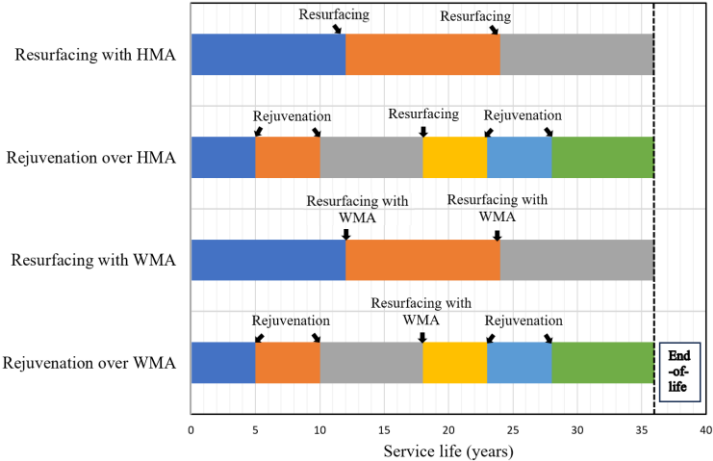 Resurfacing
Resurfacing
Resurfacing with HMA
Rejuvenation
Resurfacing
Rejuvenation
Rejuvenation over HMA
Resurfacing with
WMA
Resurfacing with
WMA
Resurfacing with WMA
Rejuvenation
Resurfacing with
WMA
Rejuvenation
Rejuvenation over WMA
End
-of-
life
0 5 10 15 20 25 30 35 40
Service life (years)